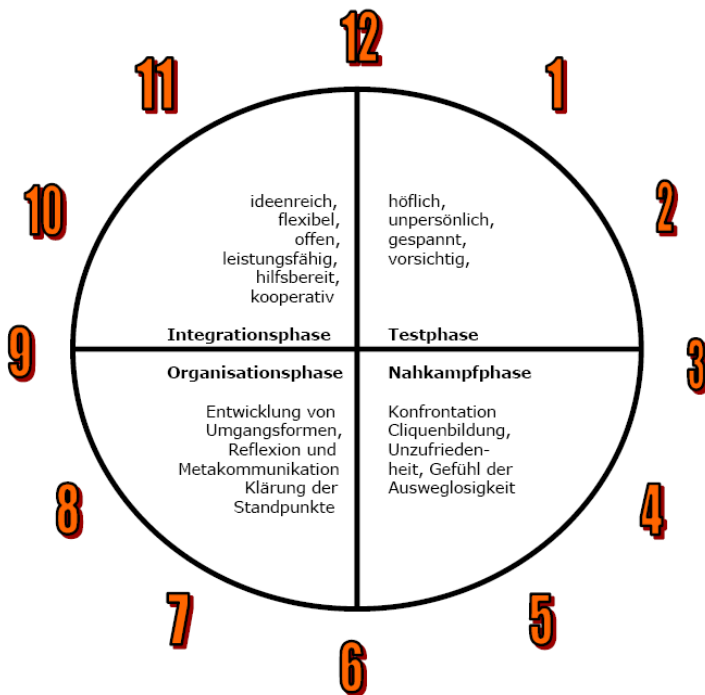 12
11
1
10
2
ideenreich,
flexibel,
offen,
leistungsfähig,
hilfsbereit,
kooperativ
höflich,
unpersönlich,
gespannt,
vorsichtig,
Integrationsphase
Testphase
9
3
Organisationsphase
Nahkampfphase
Entwicklung von
Umgangsformen,
Reflexion und
Metakommunikation
Klärung der
Standpunkte
Konfrontation
Cliquenbildung,
Unzufrieden-
heit, Gefühl der
Ausweglosigkeit
8
4
7
5
6